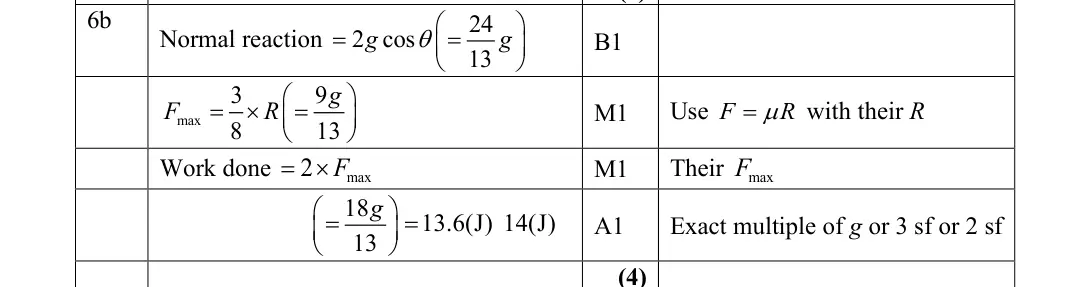 6b
Normal reaction = 2g cos θ (= 24/13 g)
B1
F_max = 3/8 × R (= 9g/13)
M1
Use F = μR with their R
Work done = 2 × F_max
M1
Their F_max
(= 18g/13) = 13.6(J) 14(J)
A1
Exact multiple of g or 3 sf or 2 sf
(4)